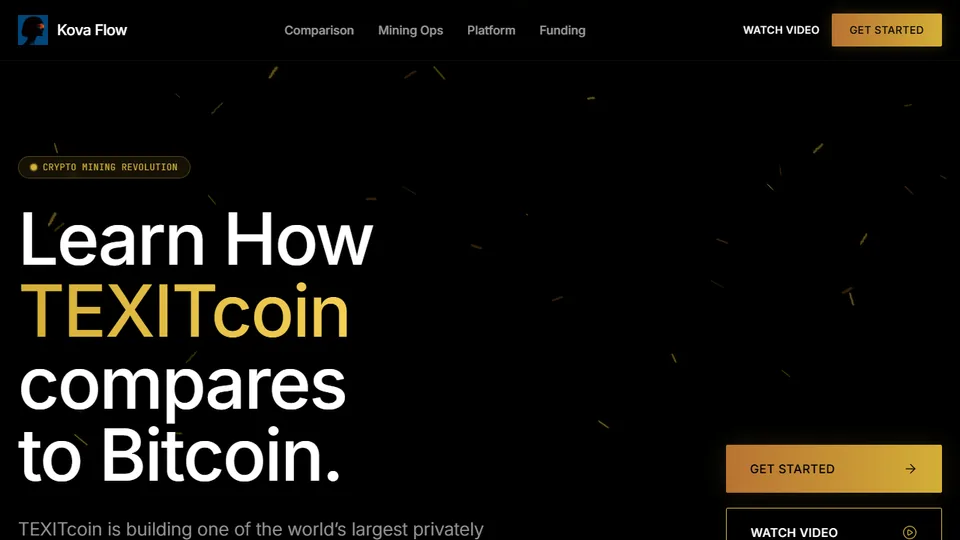 Kova Flow
Comparison
Mining Ops
Platform
Funding
WATCH VIDEO
GET STARTED
CRYPTO MINING REVOLUTION
Learn How
TEXITcoin
compares
to Bitcoin.
TEXITcoin is building one of the world’s largest privately
GET STARTED
WATCH VIDEO